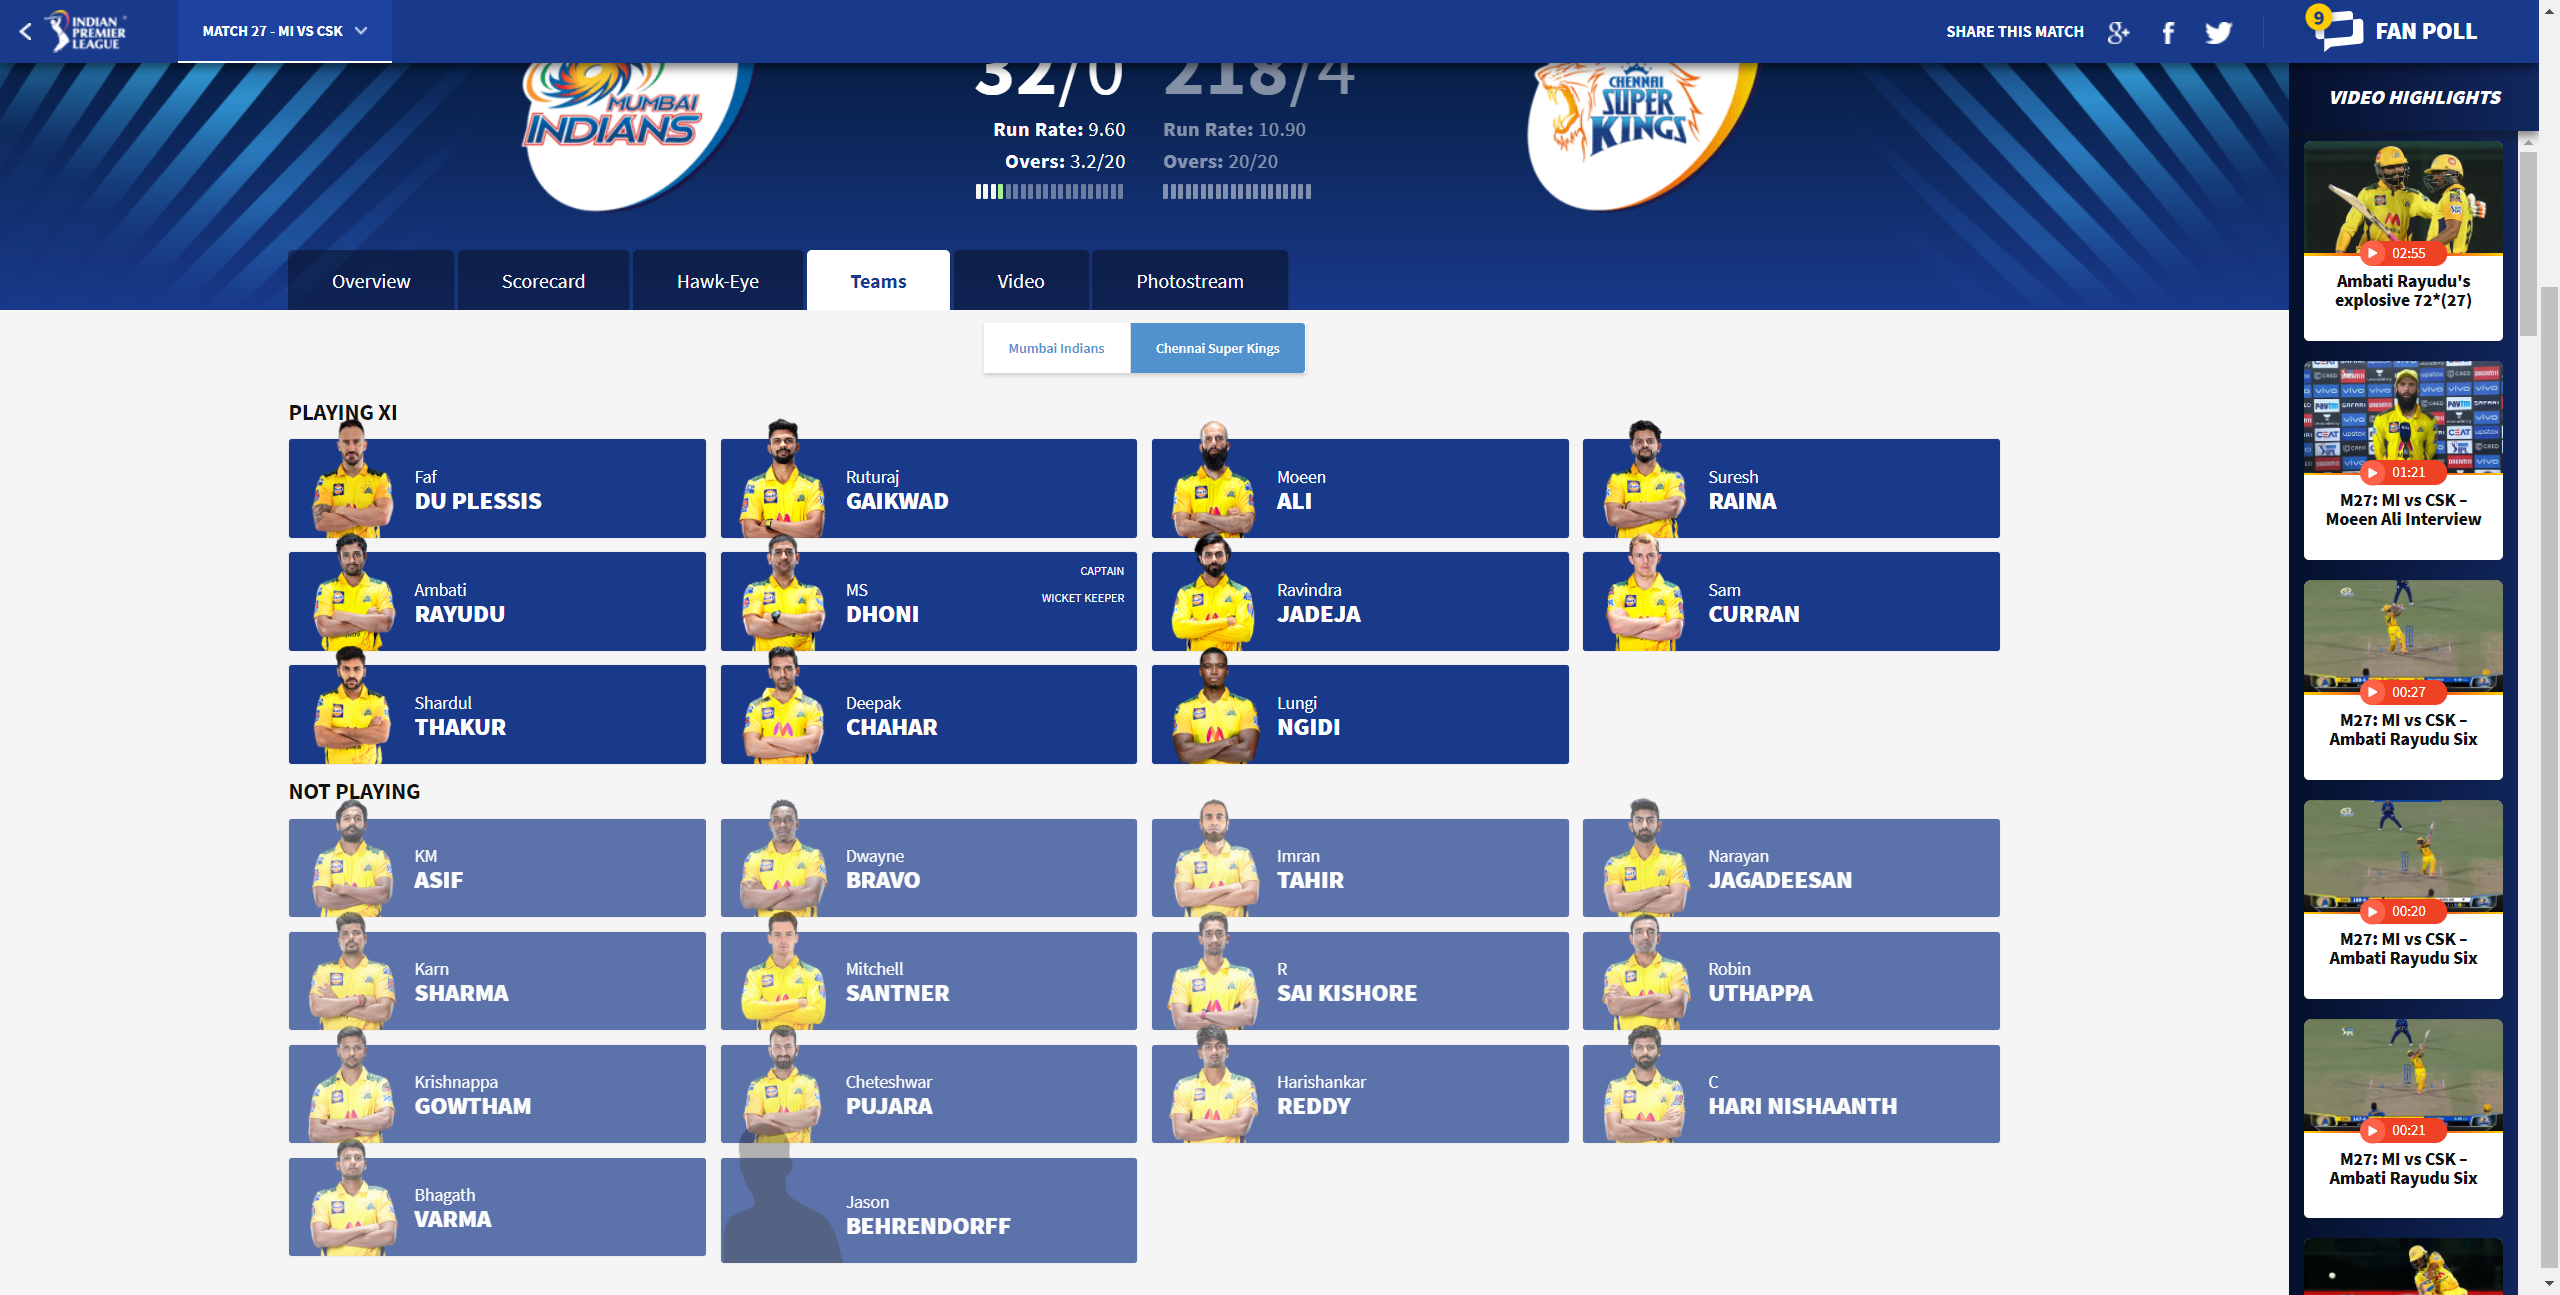 INDIAN
PREMIER
LEAGUE
MATCH 27 - MI VS CSK
SHARE THIS MATCH
9
FAN POLL
MUMBAI
INDIANS
32/0
218/4
Run Rate: 9.60
Run Rate: 10.90
Overs: 3.2/20
Overs: 20/20
CHENNAI
SUPER
KINGS
Overview
Scorecard
Hawk-Eye
Teams
Video
Photostream
Mumbai Indians
Chennai Super Kings
PLAYING XI
Faf
DU PLESSIS
Ruturaj
GAIKWAD
Moeen
ALI
Suresh
RAINA
Ambati
RAYUDU
MS
DHONI
CAPTAIN
WICKET KEEPER
Ravindra
JADEJA
Sam
CURRAN
Shardul
THAKUR
Deepak
CHAHAR
Lungi
NGIDI
NOT PLAYING
KM
ASIF
Dwayne
BRAVO
Imran
TAHIR
Narayan
JAGADEESAN
Karn
SHARMA
Mitchell
SANTNER
R
SAI KISHORE
Robin
UTHAPPA
Krishnappa
GOWTHAM
Cheteshwar
PUJARA
Harishankar
REDDY
C
HARI NISHAANTH
Bhagath
VARMA
Jason
BEHRENDORFF
VIDEO HIGHLIGHTS
02:55
Ambati Rayudu's
explosive 72*(27)
01:21
M27: MI vs CSK –
Moeen Ali Interview
00:27
M27: MI vs CSK –
Ambati Rayudu Six
00:20
M27: MI vs CSK –
Ambati Rayudu Six
00:21
M27: MI vs CSK –
Ambati Rayudu Six